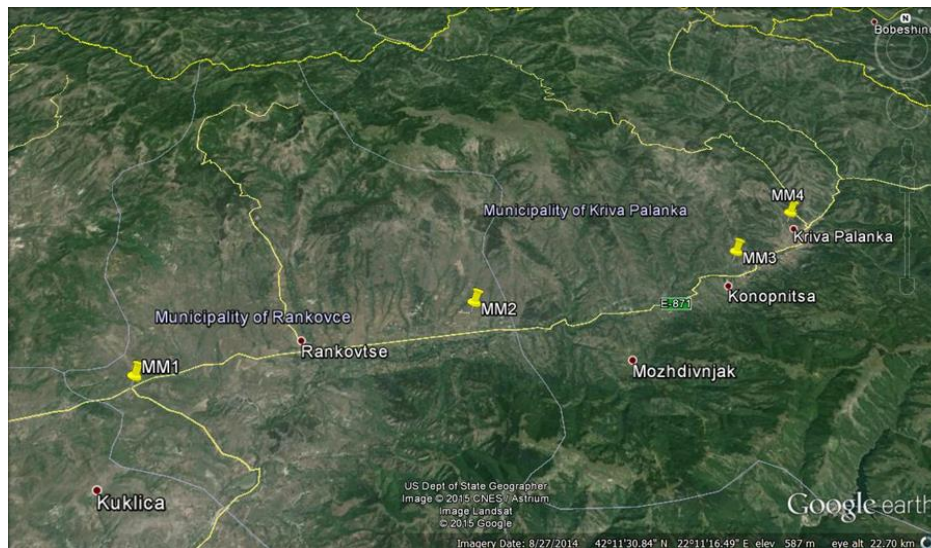 N
Bobeshino
MM4
Municipality of Kriva Palanka
Kriva Palanka
MM3
Konopnitsa
E-871
MM2
Municipality of Rankovce
Rankovtse
Mozhdivnjak
MM1
Kuklica
US Dept of State Geographer
Image © 2015 CNES / Astrium
Image Landsat
© 2015 Google
Google earth
Imagery Date: 8/27/2014 42°11'30.84" N 22°11'16.49" E elev 587 m eye alt 22.70 km